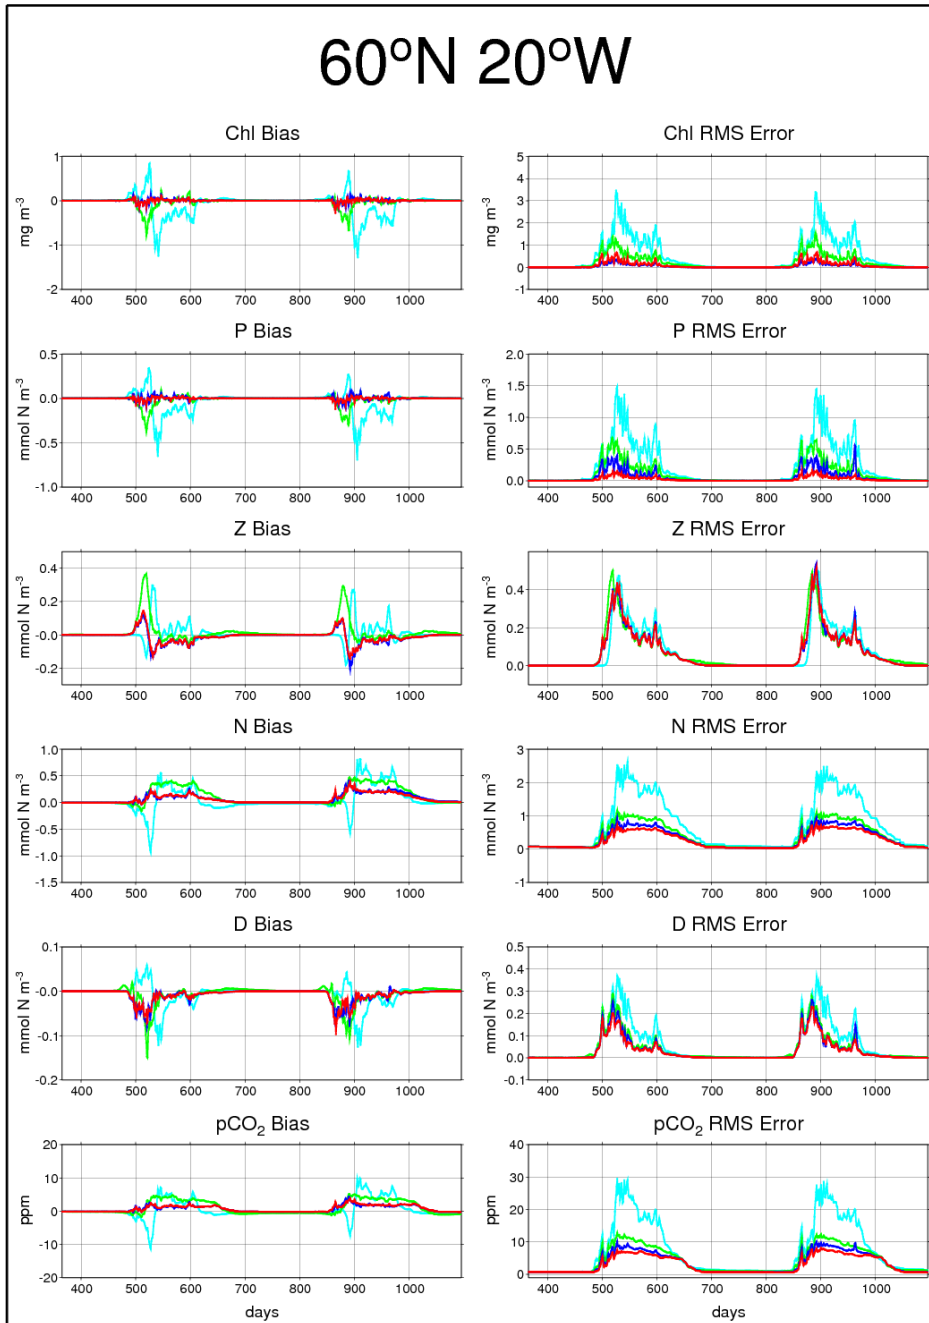 60°N 20°W
Chl Bias
Chl RMS Error
1
0
-1
-2
mg m-3
400 500 600 700 800 900 1000
5
4
3
2
1
0
-1
mg m-3
400 500 600 700 800 900 1000
P Bias
P RMS Error
0.5
0.0
-0.5
-1.0
mmol N m-3
400 500 600 700 800 900 1000
2.0
1.5
1.0
0.5
0.0
mmol N m-3
400 500 600 700 800 900 1000
Z Bias
Z RMS Error
0.4
0.2
-0.0
-0.2
mmol N m-3
400 500 600 700 800 900 1000
0.4
0.2
0.0
mmol N m-3
400 500 600 700 800 900 1000
N Bias
N RMS Error
1.0
0.5
0.0
-0.5
-1.0
-1.5
mmol N m-3
400 500 600 700 800 900 1000
3
2
1
0
-1
mmol N m-3
400 500 600 700 800 900 1000
D Bias
D RMS Error
0.1
-0.0
-0.1
-0.2
mmol N m-3
400 500 600 700 800 900 1000
0.5
0.4
0.3
0.2
0.1
0.0
-0.1
mmol N m-3
400 500 600 700 800 900 1000
pCO2 Bias
pCO2 RMS Error
20
10
0
-10
-20
ppm
400 500 600 700 800 900 1000
days
40
30
20
10
0
ppm
400 500 600 700 800 900 1000
days